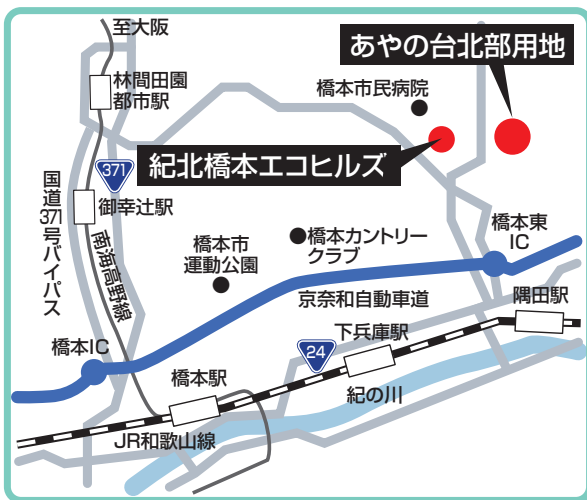 至大阪
あやの台北部用地
林間田園
都市駅
橋本市民病院
紀北橋本エコヒルズ
371
国道371号バイパス
御幸辻駅
南海高野線
橋本市
運動公園
橋本カントリー
クラブ
橋本東
IC
京奈和自動車道
隅田駅
下兵庫駅
24
橋本IC
橋本駅
紀の川
JR和歌山線